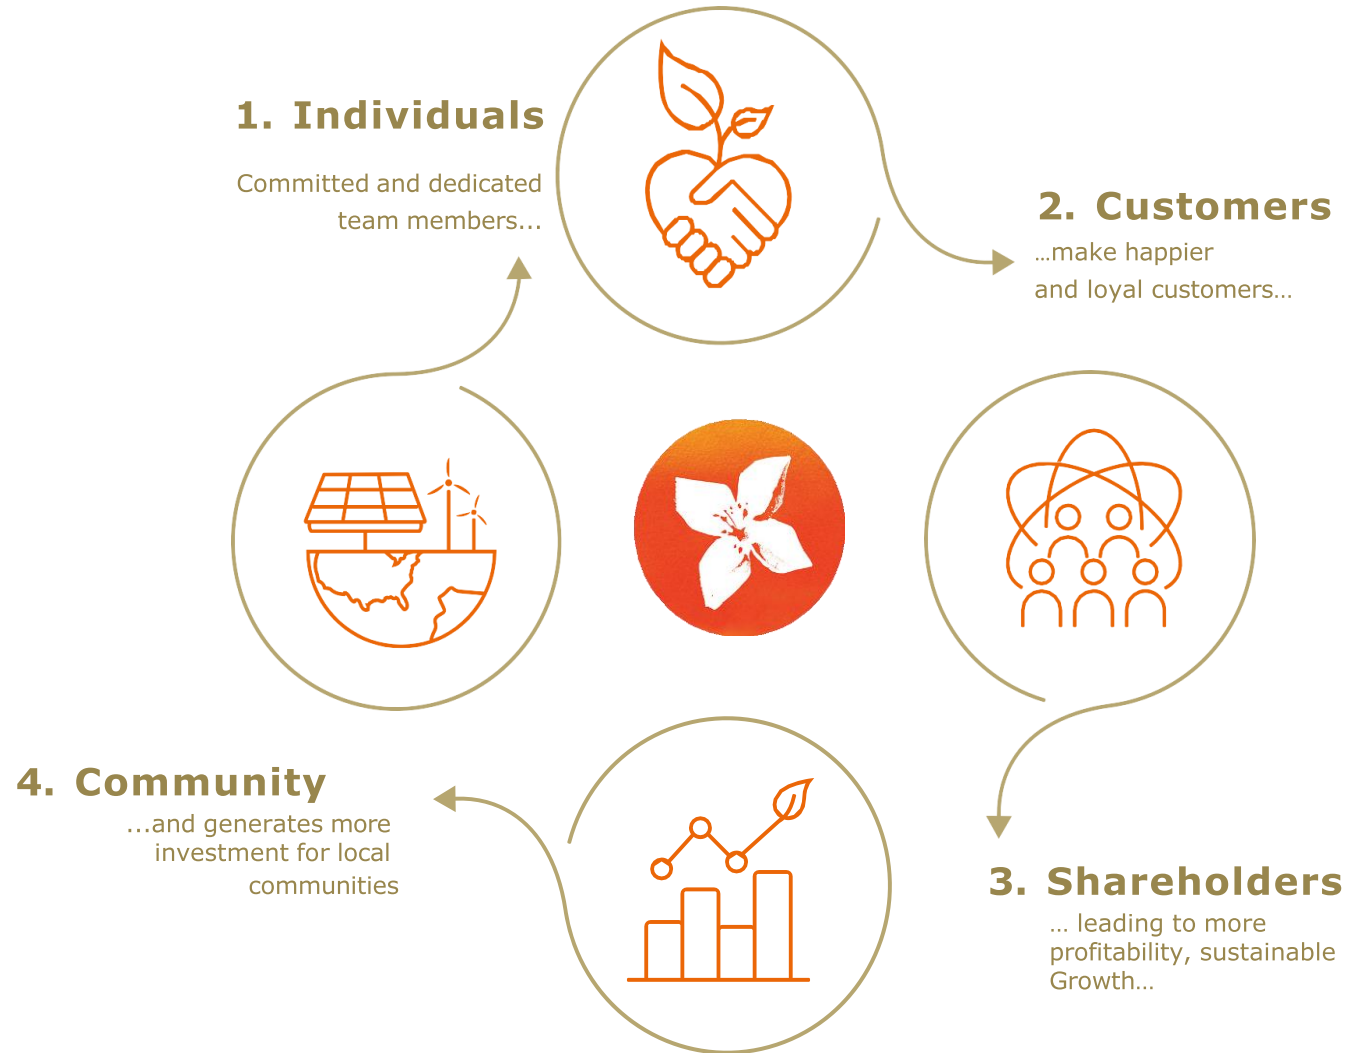 1. Individuals
Committed and dedicated
team members...
2. Customers
...make happier
and loyal customers...
3. Shareholders
... leading to more
profitability, sustainable
Growth...
4. Community
...and generates more
investment for local
communities